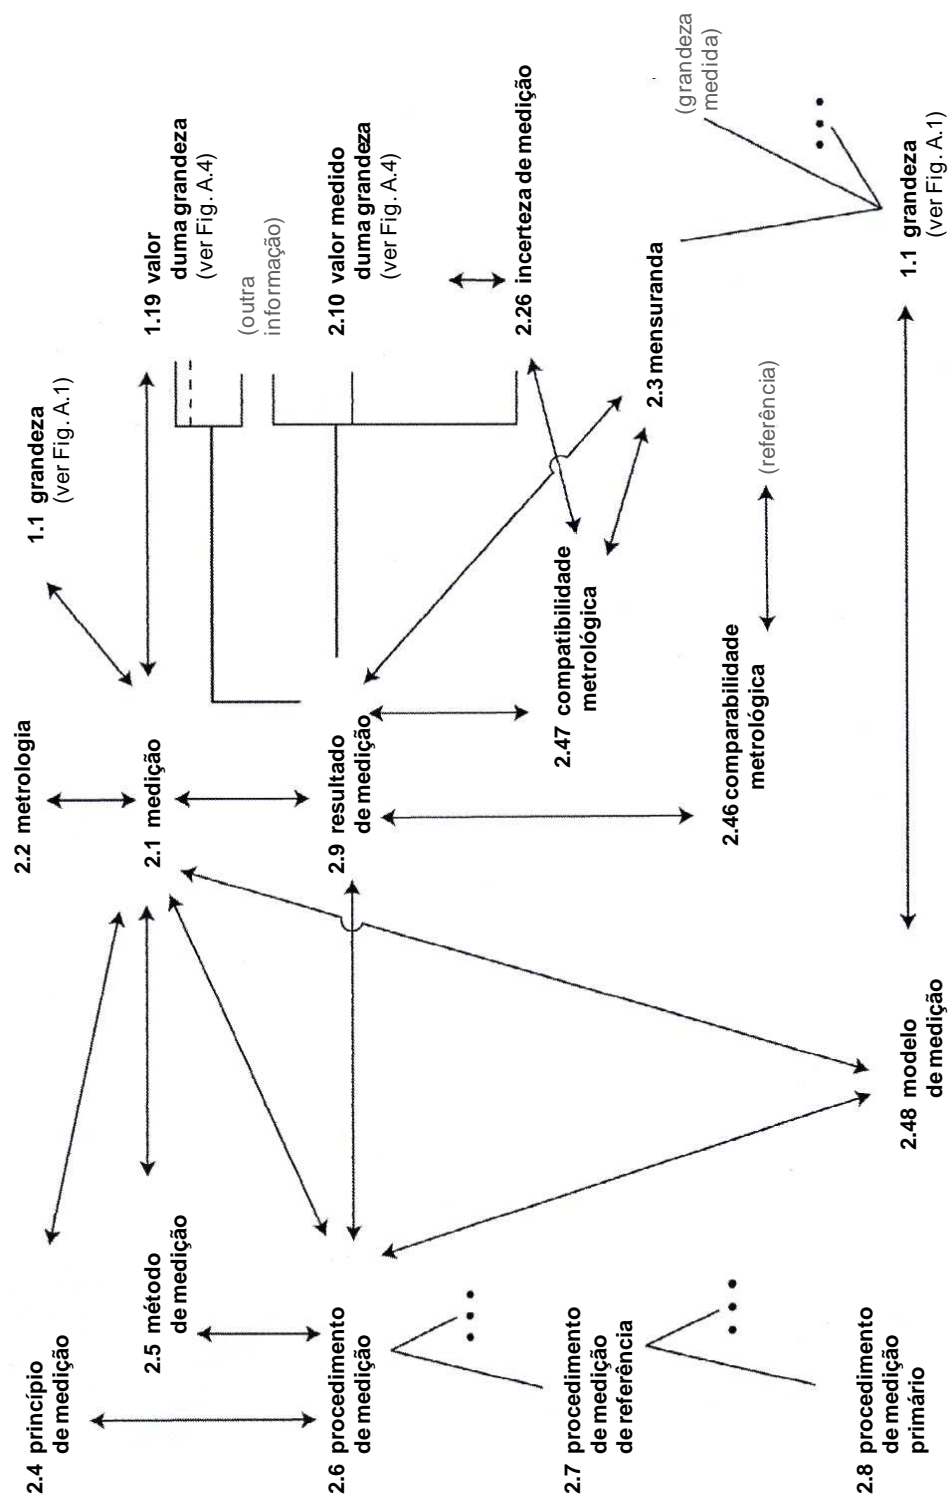 2.4 princípio
de medição
2.5 método
de medição
2.6 procedimento
de medição
2.7 procedimento
de medição
de referência
2.8 procedimento
de medição
primário
2.2 metrologia
2.1 medição
2.9 resultado
de medição
2.48 modelo
de medição
1.1 grandeza
(ver Fig. A.1)
2.47 compatibilidade
metrológica
2.46 comparabilidade
metrológica
1.19 valor
duma grandeza
(ver Fig. A.4)
(outra
informação)
2.10 valor medido
duma grandeza
(ver Fig. A.4)
2.26 incerteza de medição
2.3 mensuranda
(referência)
(grandeza
medida)
1.1 grandeza
(ver Fig. A.1)